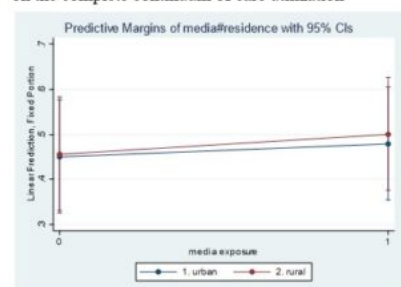 Predictive Margins of media#residence with 95% CIs
Linear Prediction, Fixed Portion
.7
.6
.5
.4
.3
0
1
media exposure
1. urban
2. rural